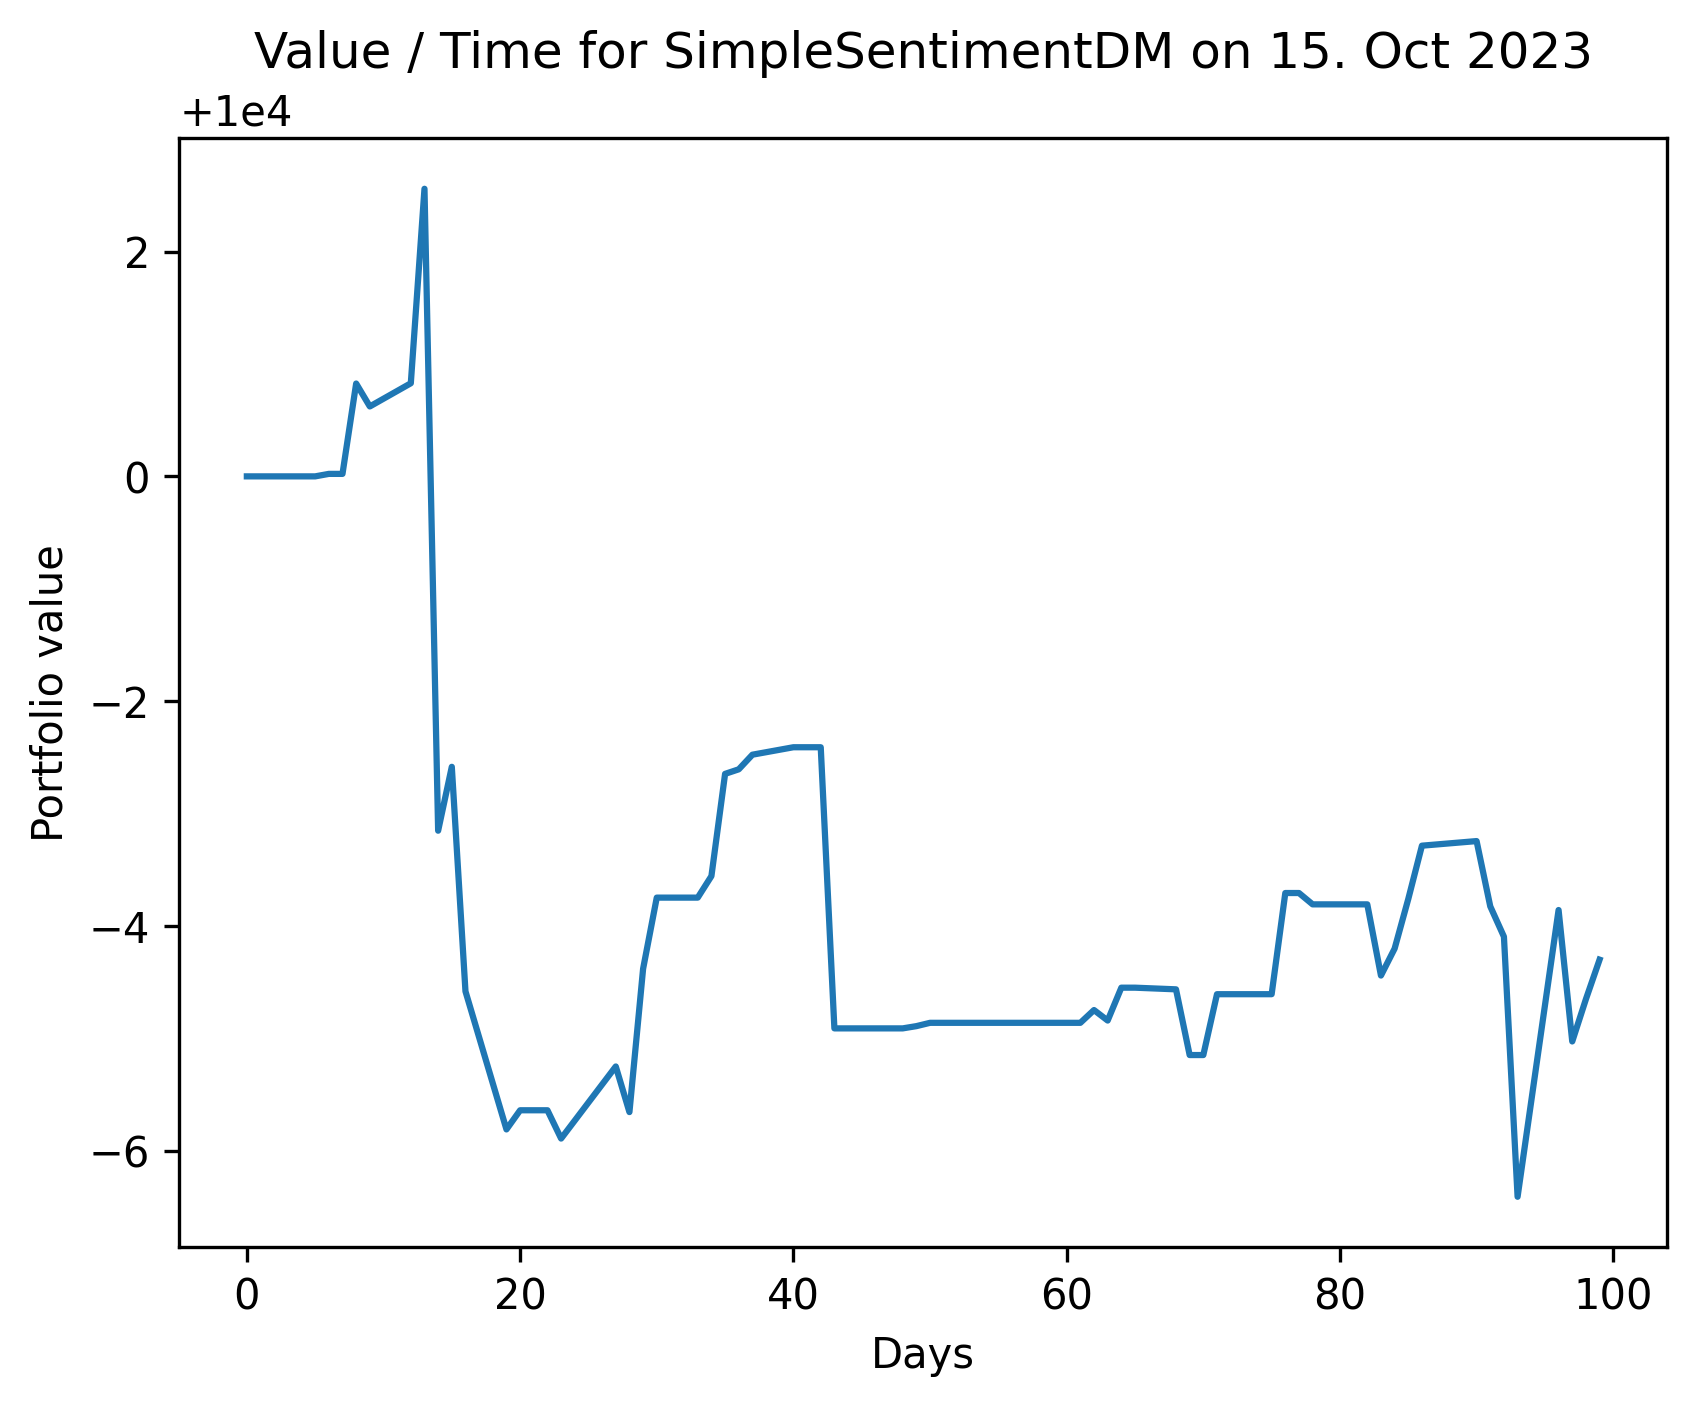 Value / Time for SimpleSentimentDM on 15. Oct 2023
+1e4
2
0
−2
−4
−6
Portfolio value
0 20 40 60 80 100
Days